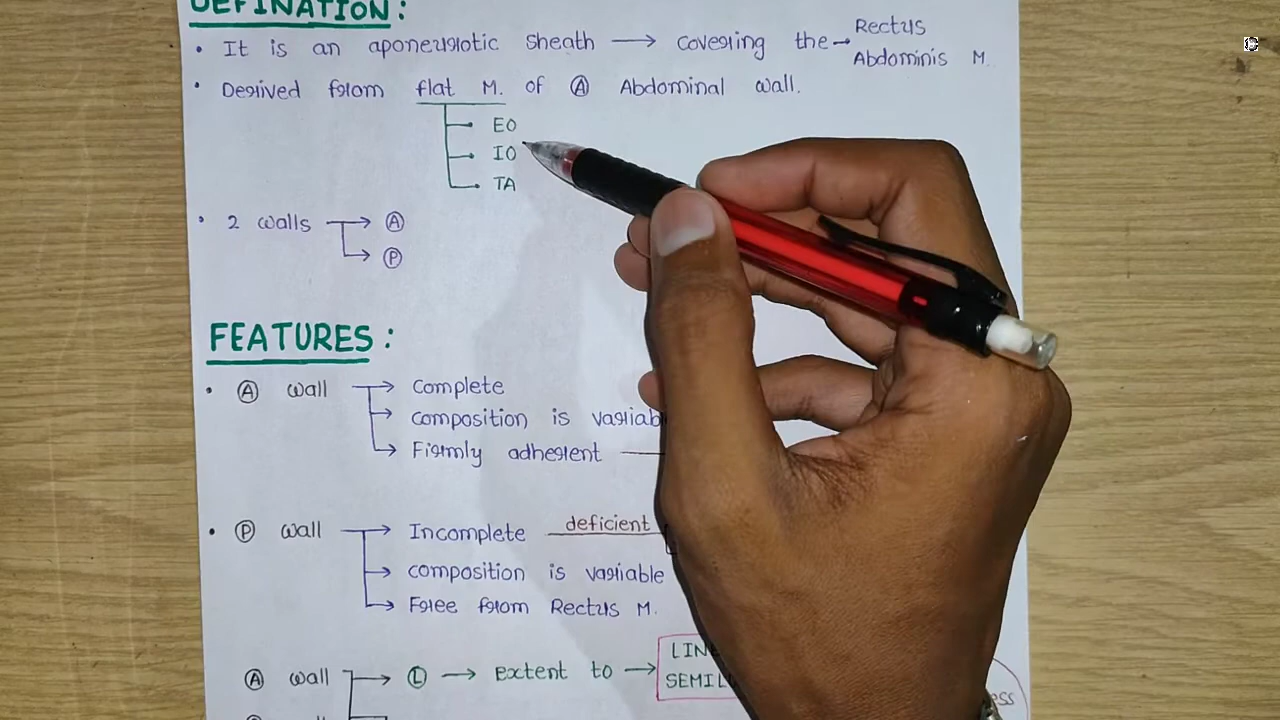 DEFINATION:
• It is an aponeurotic sheath → covering the → Rectus
Abdominis M.
• Derived from flat M. of Ⓐ Abdominal wall.
EO
IO
TA
• 2 walls → Ⓐ
→ Ⓟ
FEATURES:
• Ⓐ wall → Complete
→ composition is variab
→ Firmly adherent
• Ⓟ wall → Incomplete deficient
→ composition is variable
→ Free from Rectus M.
Ⓐ wall → Ⓛ → extent to → LINE
SEMIL
ess